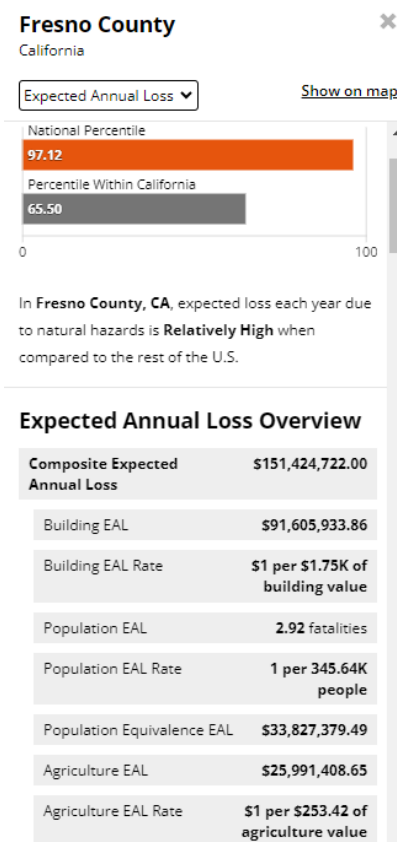 Fresno County
California
Expected Annual Loss
Show on map
National Percentile
97.12
Percentile Within California
65.50
0 100
In Fresno County, CA, expected loss each year due
to natural hazards is Relatively High when
compared to the rest of the U.S.
Expected Annual Loss Overview
Composite Expected
Annual Loss
$151,424,722.00
Building EAL $91,605,933.86
Building EAL Rate
$1 per $1.75K of
building value
Population EAL 2.92 fatalities
Population EAL Rate
1 per 345.64K
people
Population Equivalence EAL $33,827,379.49
Agriculture EAL $25,991,408.65
Agriculture EAL Rate
$1 per $253.42 of
agriculture value